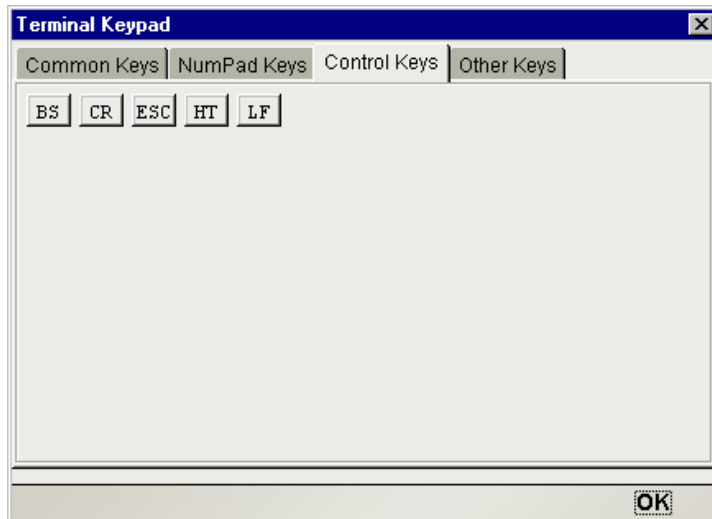 Terminal Keypad
Common Keys NumPad Keys Control Keys Other Keys
BS CR ESC HT LF
OK